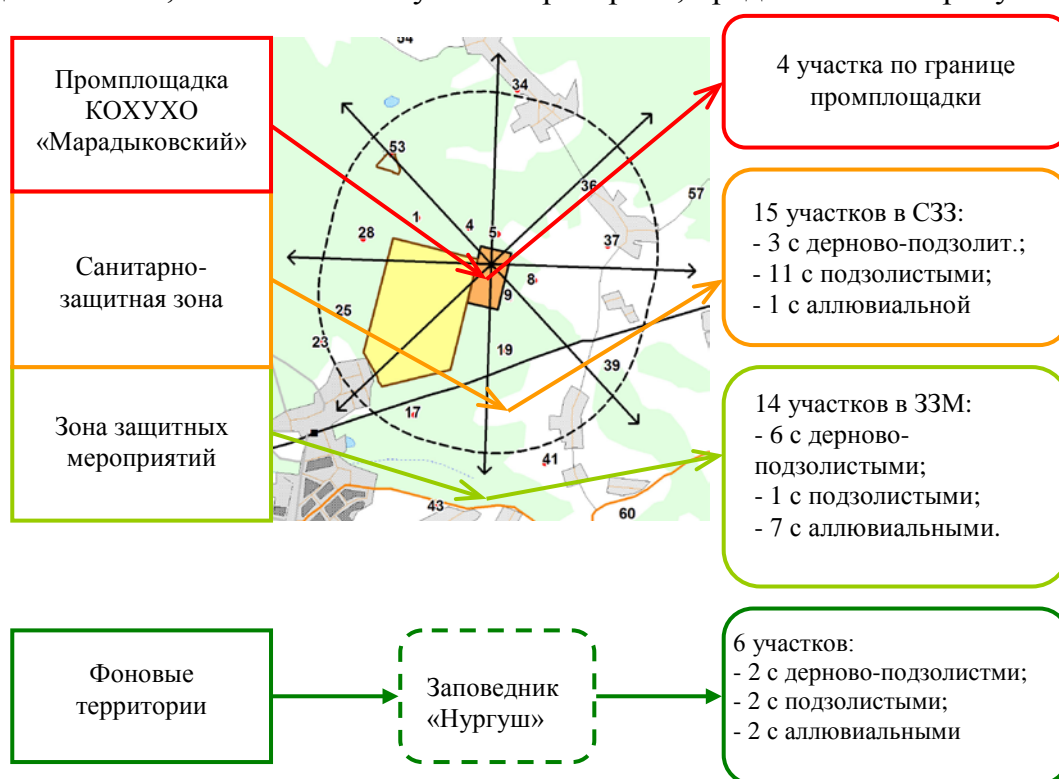 Промплощадка
КОХУХО
«Марадыковский»
4 участка по границе
промплощадки
Санитарно-
защитная зона
15 участков в СЗЗ:
- 3 с дерново-подзолит.;
- 11 с подзолистыми;
- 1 с аллювиальной
Зона защитных
мероприятий
14 участков в ЗЗМ:
- 6 с дерново-
подзолистыми;
- 1 с подзолистыми;
- 7 с аллювиальными.
54
34
53
36
57
1
4
5
28
37
8
9
25
23
19
39
17
41
43
60
Фоновые
территории
Заповедник
«Нургуш»
6 участков:
- 2 с дерново-подзолистми;
- 2 с подзолистыми;
- 2 с аллювиальными